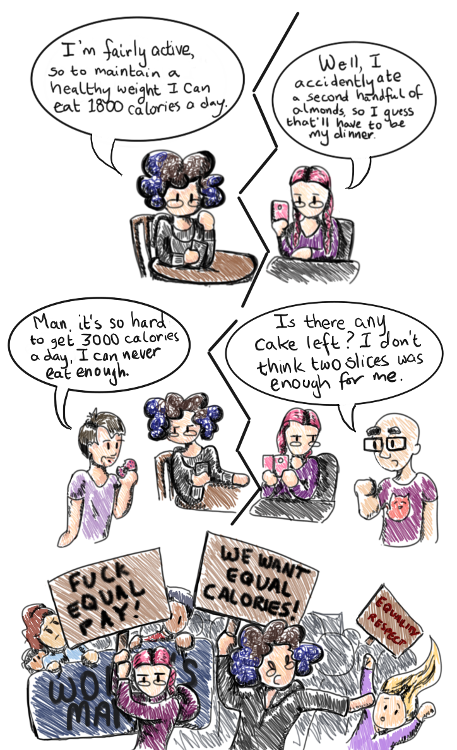 I'm fairly active,
so to maintain a
healthy weight I can
eat 1800 calories a day.
Well, I
accidently ate
a second handful of
almonds, so I guess
that'll have to be
my dinner.
Man, it's so hard
to get 3000 calories
a day, I can never
eat enough.
Is there any
cake left? I don't
think two slices was
enough for me.
FUCK
EQUAL
PAY!
WE WANT
EQUAL
CALORIES!
EQUALITY
RESPECT
WO
S
MA